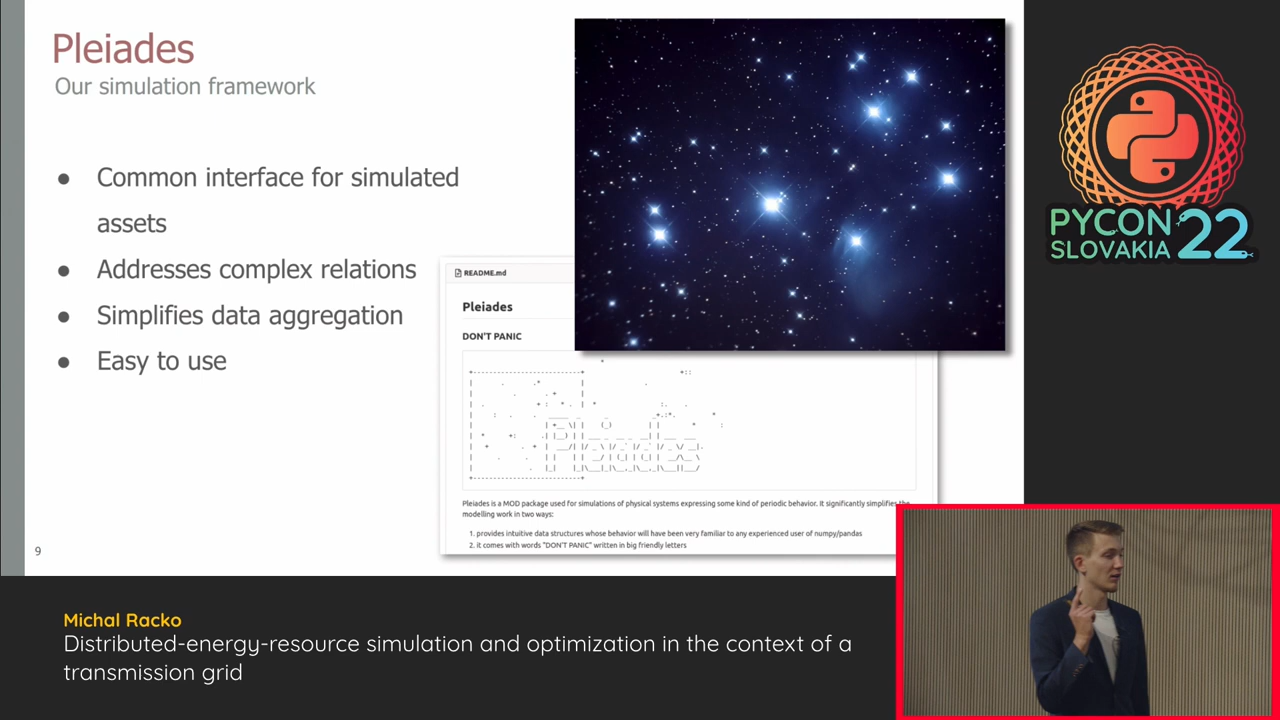 Pleiades
Our simulation framework
● Common interface for simulated
assets
● Addresses complex relations
● Simplifies data aggregation
● Easy to use
README.md
Pleiades
DON'T PANIC
Pleiades is a MOD package used for simulations of physical systems expressing some kind of periodic behavior. It significantly simplifies the
modelling work in two ways:
1. provides intuitive data structures whose behavior will have been very familiar to any experienced user of numpy/pandas
2. it comes with words "DON'T PANIC" written in big friendly letters
9
PYCON
SLOVAKIA
22
Michal Racko
Distributed-energy-resource simulation and optimization in the context of a
transmission grid